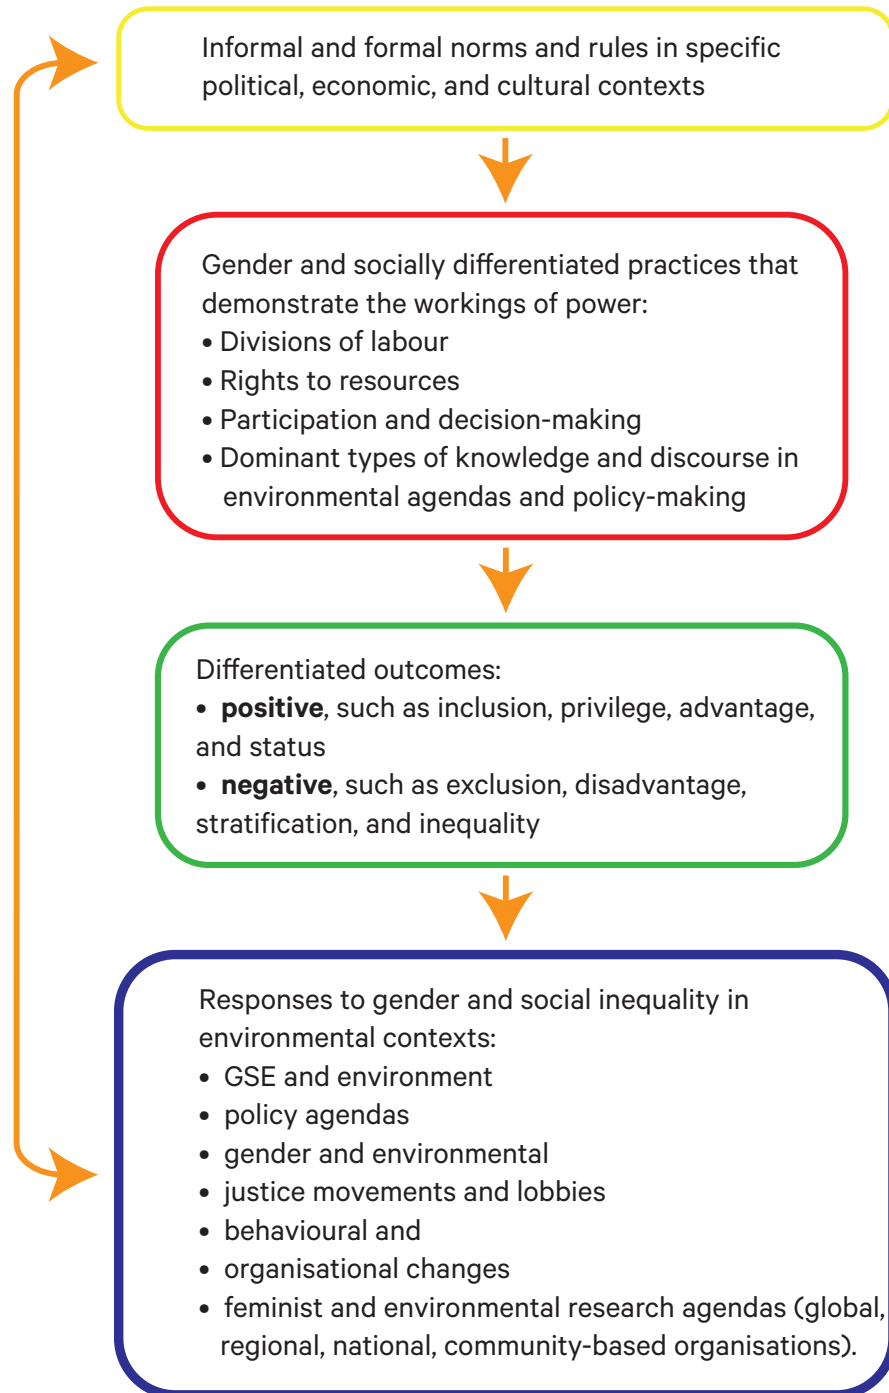 Informal and formal norms and rules in specific
political, economic, and cultural contexts
Gender and socially differentiated practices that
demonstrate the workings of power:
• Divisions of labour
• Rights to resources
• Participation and decision-making
• Dominant types of knowledge and discourse in
environmental agendas and policy-making
Differentiated outcomes:
• positive, such as inclusion, privilege, advantage,
and status
• negative, such as exclusion, disadvantage,
stratification, and inequality
Responses to gender and social inequality in
environmental contexts:
• GSE and environment
• policy agendas
• gender and environmental
• justice movements and lobbies
• behavioural and
• organisational changes
• feminist and environmental research agendas (global,
regional, national, community-based organisations).